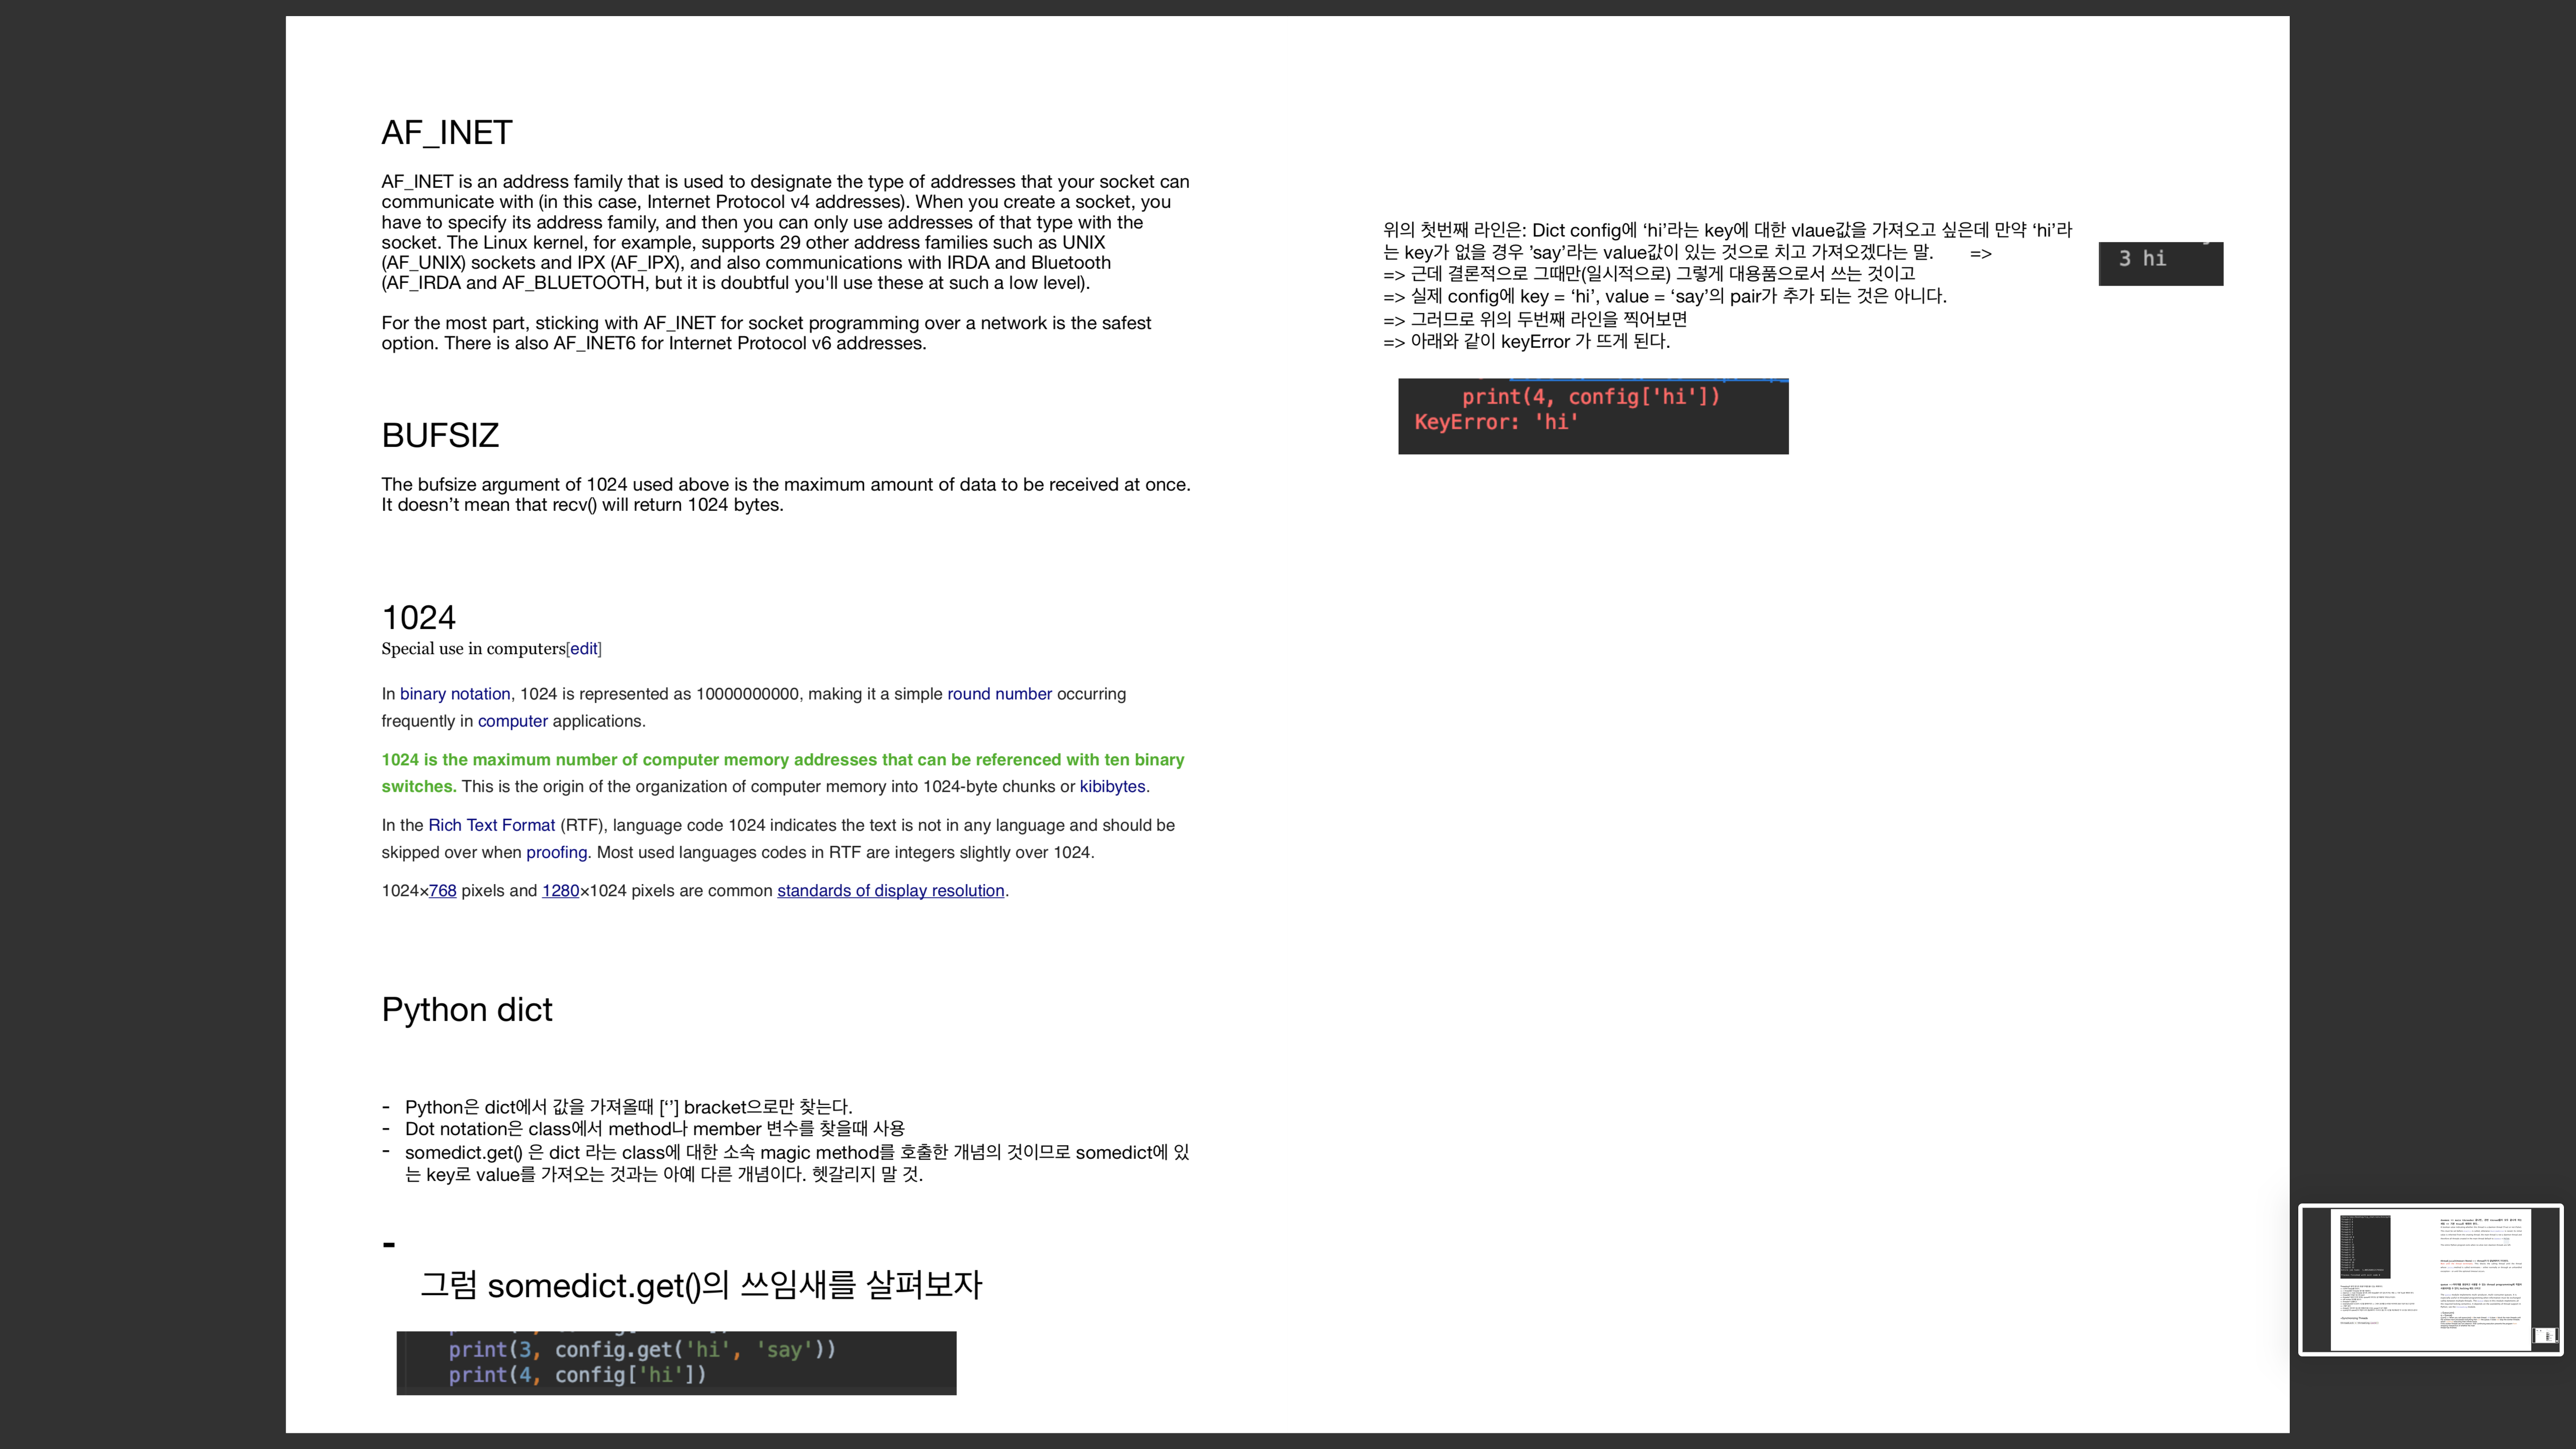 AF_INET
AF_INET is an address family that is used to designate the type of addresses that your socket can
communicate with (in this case, Internet Protocol v4 addresses). When you create a socket, you
have to specify its address family, and then you can only use addresses of that type with the
socket. The Linux kernel, for example, supports 29 other address families such as UNIX
(AF_UNIX) sockets and IPX (AF_IPX), and also communications with IRDA and Bluetooth
(AF_IRDA and AF_BLUETOOTH, but it is doubtful you'll use these at such a low level).
For the most part, sticking with AF_INET for socket programming over a network is the safest
option. There is also AF_INET6 for Internet Protocol v6 addresses.
BUFSIZ
The bufsize argument of 1024 used above is the maximum amount of data to be received at once.
It doesn’t mean that recv() will return 1024 bytes.
1024
Special use in computers[edit]
In binary notation, 1024 is represented as 10000000000, making it a simple round number occurring
frequently in computer applications.
1024 is the maximum number of computer memory addresses that can be referenced with ten binary
switches. This is the origin of the organization of computer memory into 1024-byte chunks or kibibytes.
In the Rich Text Format (RTF), language code 1024 indicates the text is not in any language and should be
skipped over when proofing. Most used languages codes in RTF are integers slightly over 1024.
1024×768 pixels and 1280×1024 pixels are common standards of display resolution.
Python dict
- Python은 dict에서 값을 가져올때 [‘’] bracket으로만 찾는다.
- Dot notation은 class에서 method나 member 변수를 찾을때 사용
- somedict.get() 은 dict 라는 class에 대한 소속 magic method를 호출한 개념의 것이므로 somedict에 있
는 key로 value를 가져오는 것과는 아예 다른 개념이다. 헷갈리지 말 것.
-
그럼 somedict.get()의 쓰임새를 살펴보자
print(3, config.get('hi', 'say'))
print(4, config['hi'])
위의 첫번째 라인은: Dict config에 ‘hi’라는 key에 대한 vlaue값을 가져오고 싶은데 만약 ‘hi’라
는 key가 없을 경우 ’say’라는 value값이 있는 것으로 치고 가져오겠다는 말. =>
3 hi
=> 근데 결론적으로 그때만(일시적으로) 그렇게 대용품으로서 쓰는 것이고
=> 실제 config에 key = ‘hi’, value = ‘say’의 pair가 추가 되는 것은 아니다.
=> 그러므로 위의 두번째 라인을 찍어보면
=> 아래와 같이 keyError 가 뜨게 된다.
print(4, config['hi'])
KeyError: 'hi'